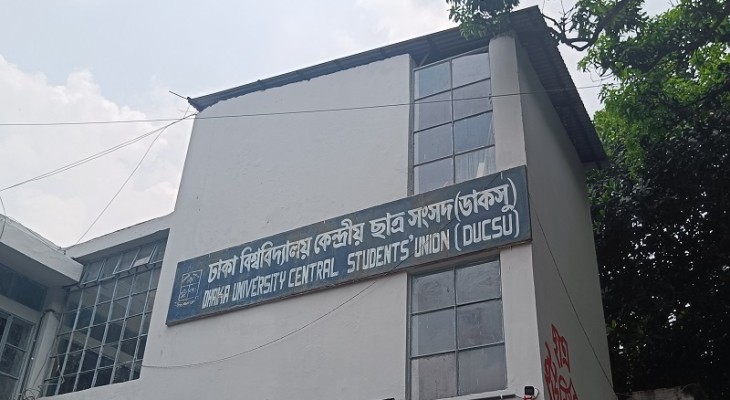 ঢাকা বিশ্ববিদ্যালয় কেন্দ্রীয় ছাত্র সংসদ (ডাকসু)
DHAKA UNIVERSITY CENTRAL STUDENTS' UNION (DUCSU)